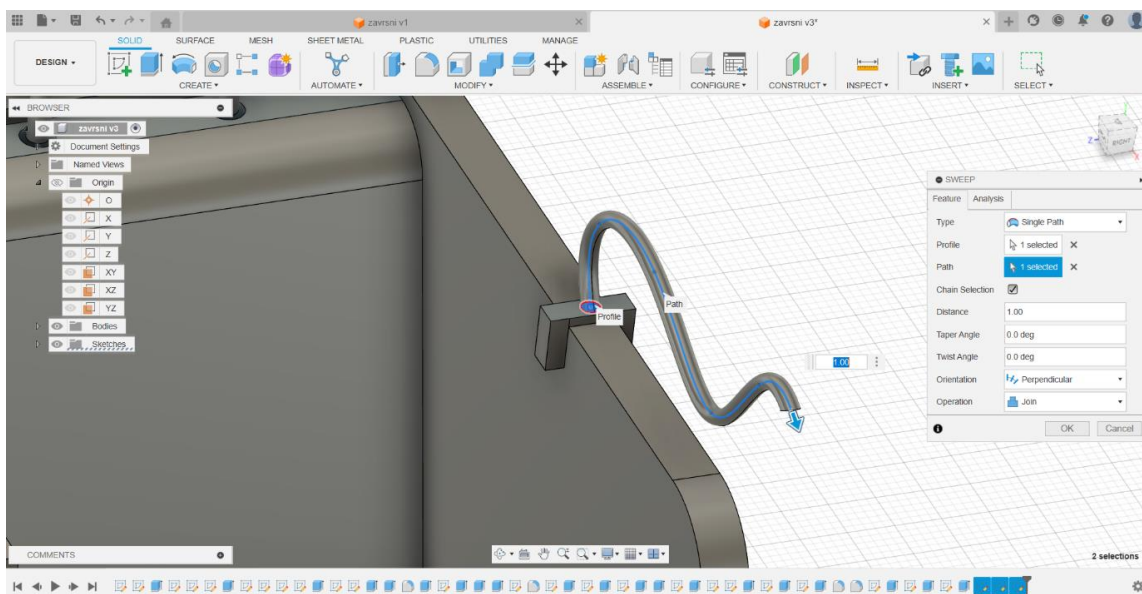 zavrsni v1
zavrsni v3*
SOLID SURFACE MESH SHEET METAL PLASTIC UTILITIES MANAGE
DESIGN
CREATE AUTOMATE MODIFY ASSEMBLE CONFIGURE CONSTRUCT INSPECT INSERT SELECT
BROWSER
zavrsni v3
Document Settings
Named Views
Origin
O
X
Y
Z
XY
XZ
YZ
Bodies
Sketches
Path
Profile
1.00
Z
RIGHT
X
SWEEP
Feature Analysis
Type Single Path
Profile 1 selected
Path 1 selected
Chain Selection
Distance 1.00
Taper Angle 0.0 deg
Twist Angle 0.0 deg
Orientation Perpendicular
Operation Join
OK Cancel
COMMENTS
2 selections